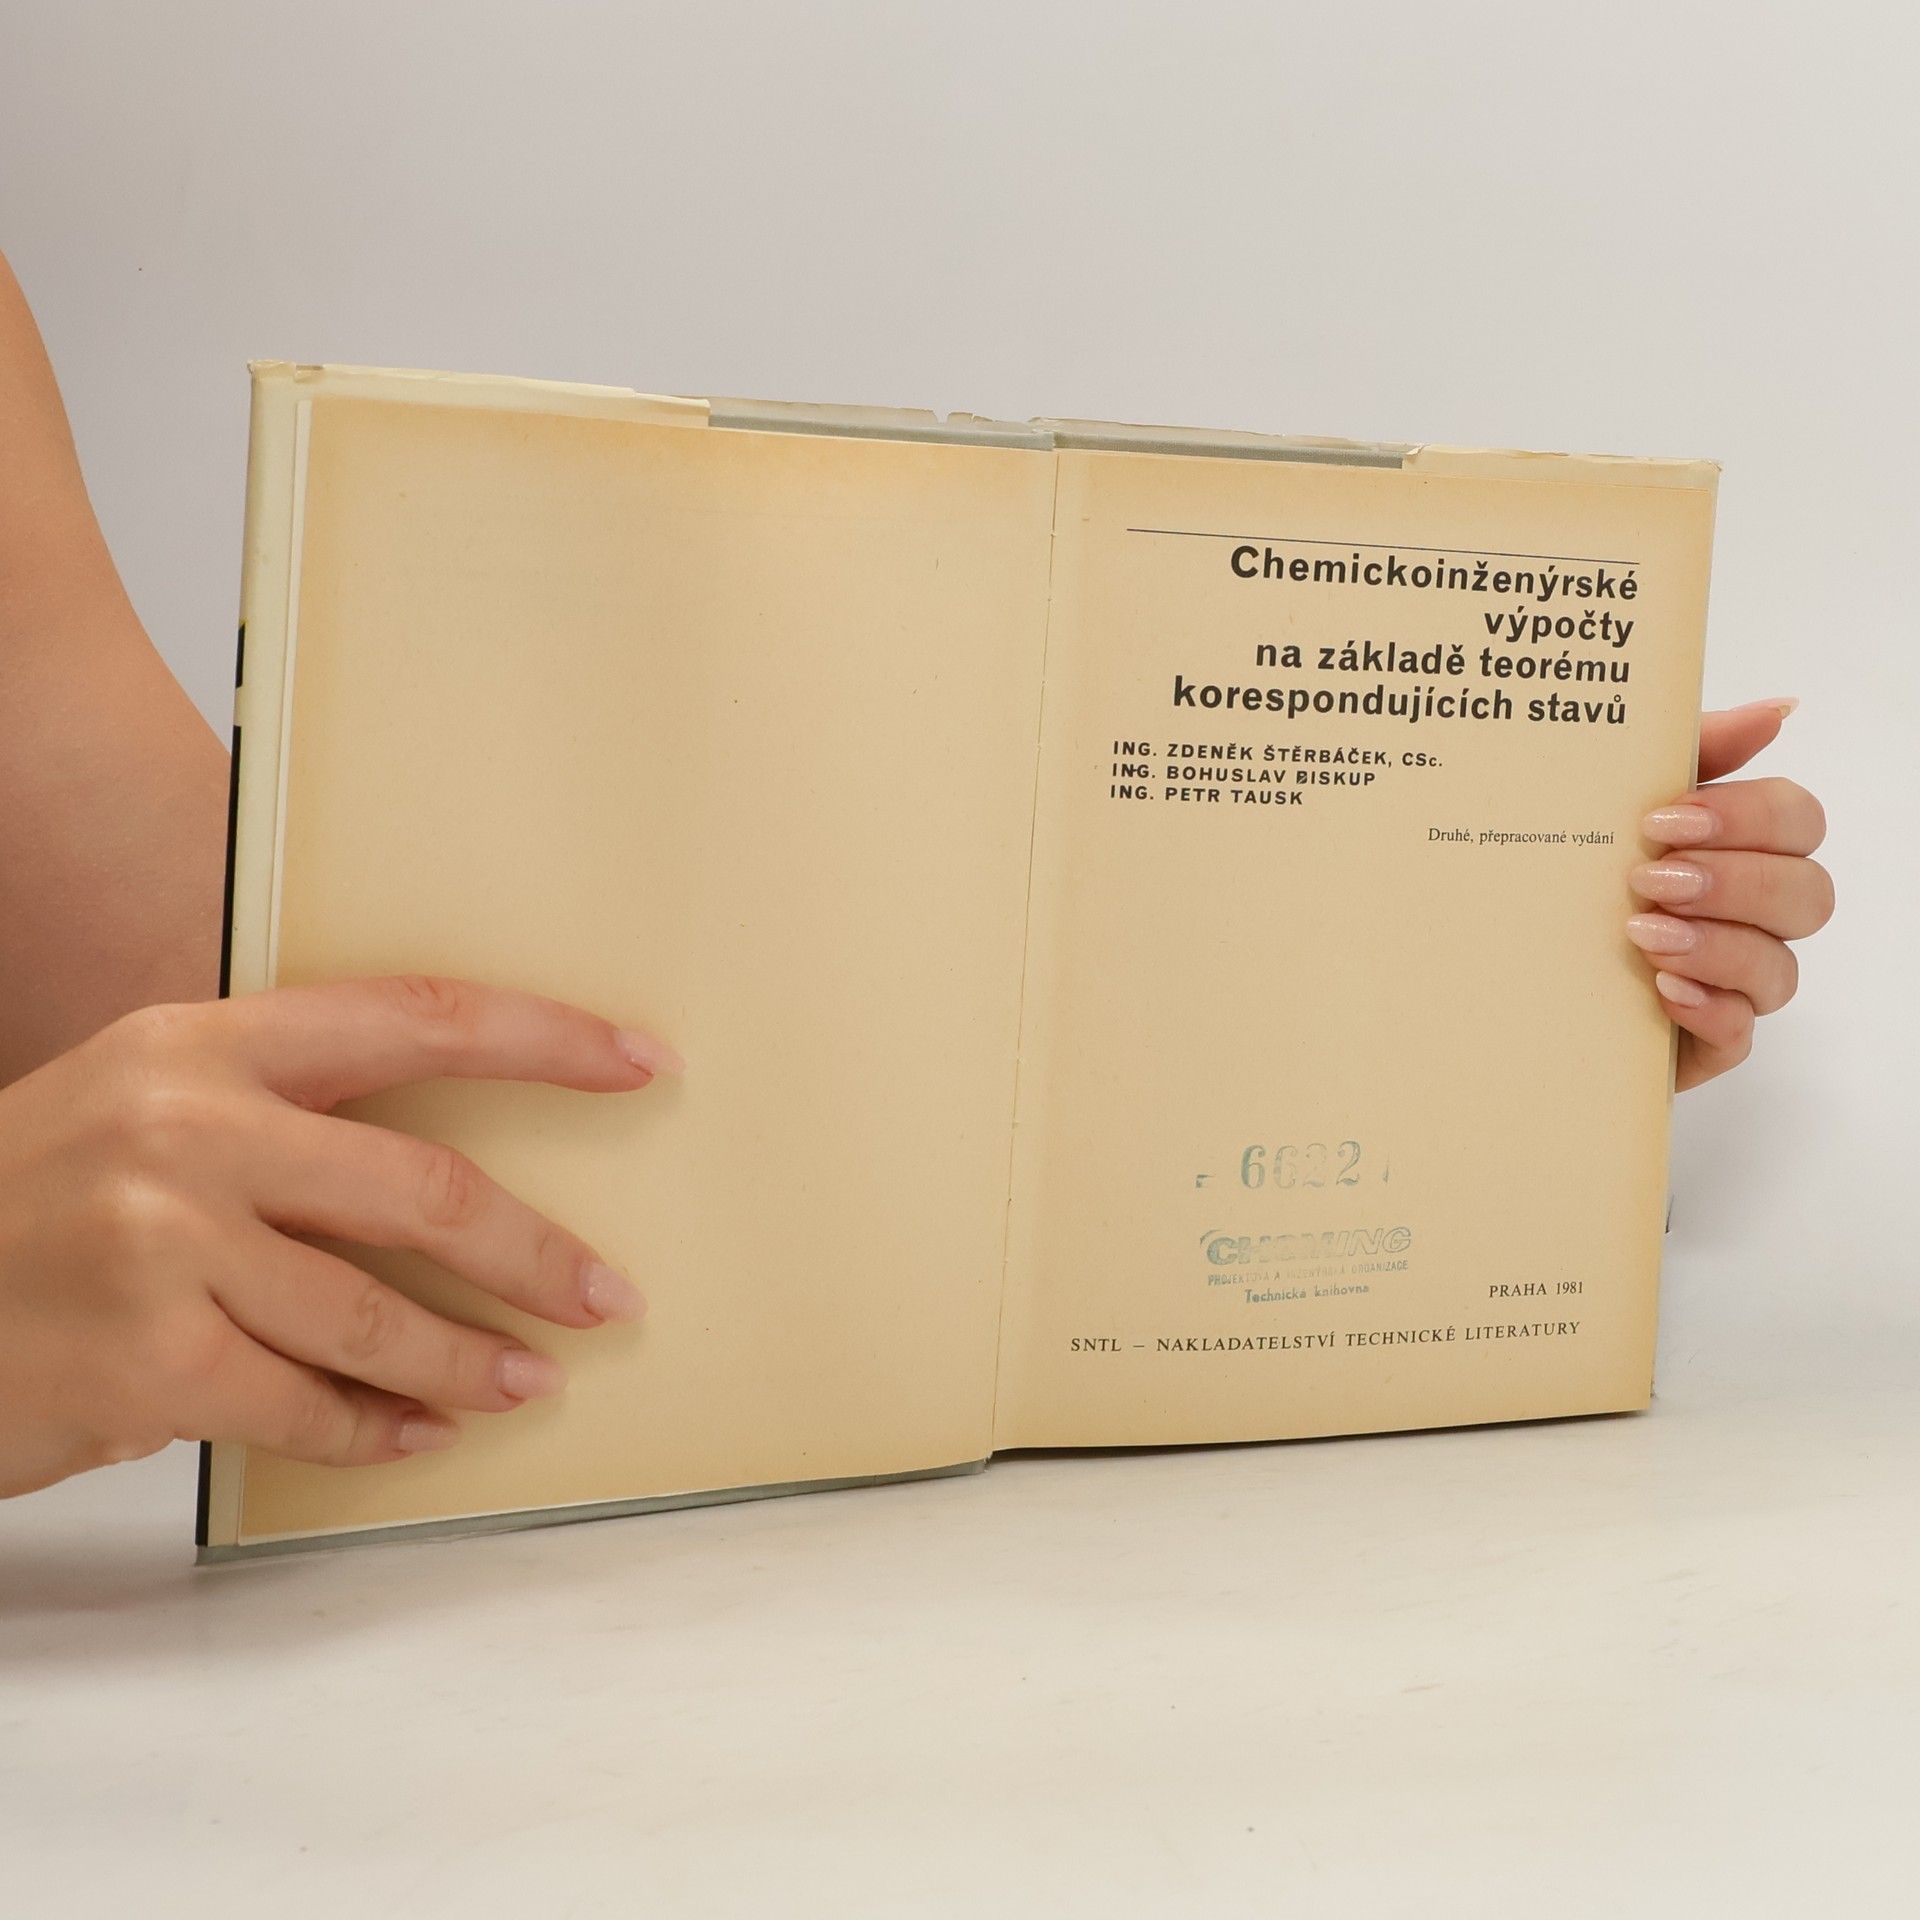 Chemickoinženýrské
výpočty
na základě teorému
korespondujících stavů
ING. ZDENĚK ŠTĚRBÁČEK, CSc.
ING. BOHUSLAV BISKUP
ING. PETR TAUSK
Druhé, přepracované vydání
6622
CHEMING
PROJEKTOVÁ A INŽENÝRSKÁ ORGANIZACE
Technická knihovna
PRAHA 1981
SNTL – NAKLADATELSTVÍ TECHNICKÉ LITERATURY